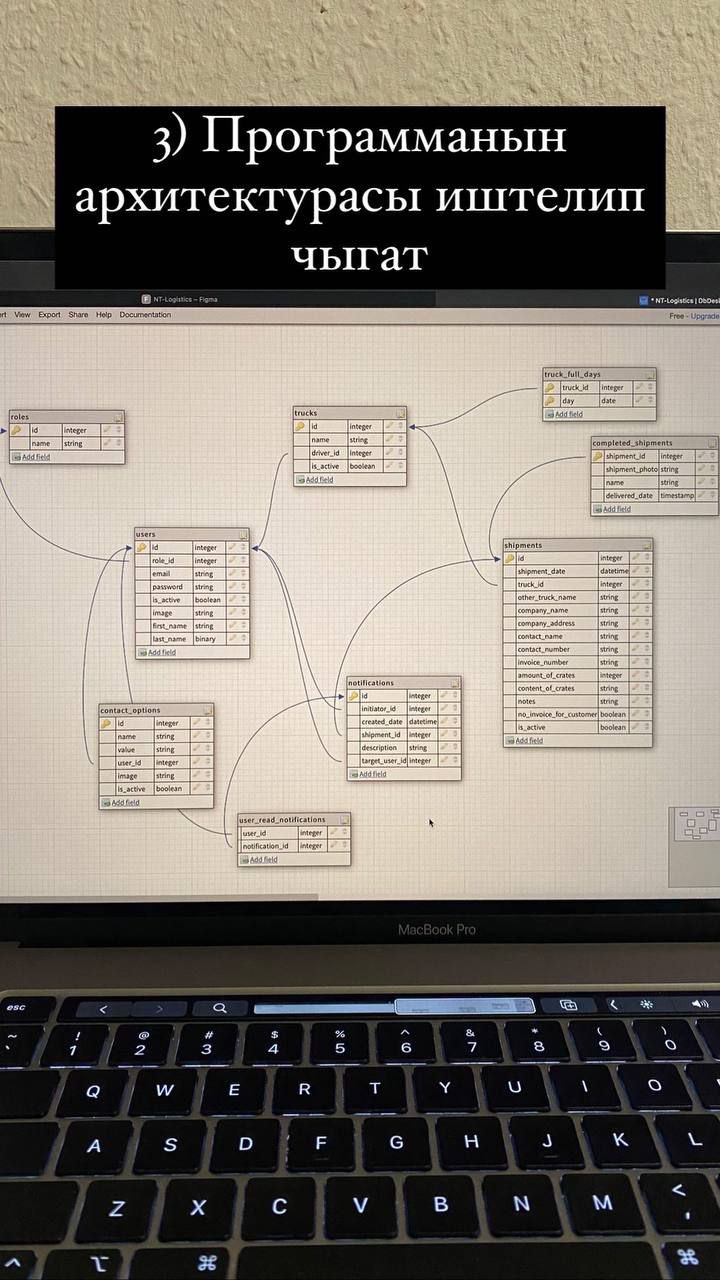 3) Программанын
архитектурасы иштелип
чыгат
NT-Logistics – Figma
* NT-Logistics | DbDesi
rt View Export Share Help Documentation
Free - Upgrade
truck_full_days
truck_id integer
day date
Add field
roles
id integer
name string
Add field
trucks
id integer
name string
driver_id integer
is_active boolean
Add field
completed_shipments
shipment_id integer
shipment_photo string
name string
delivered_date timestamp
Add field
users
id integer
role_id integer
email string
password string
is_active boolean
image string
first_name string
last_name binary
Add field
shipments
id integer
shipment_date datetime
truck_id integer
other_truck_name string
company_name string
company_address string
contact_name string
contact_number string
invoice_number string
amount_of_crates integer
content_of_crates string
notes string
no_invoice_for_customer boolean
is_active boolean
Add field
notifications
id integer
initiator_id integer
created_date datetime
shipment_id integer
description string
target_user_id integer
Add field
contact_options
id integer
name string
value string
user_id integer
image string
is_active boolean
Add field
user_read_notifications
user_id integer
notification_id integer
Add field
MacBook Pro
esc
~ ! @ # $ % ^ & * ( )
` 1 2 3 4 5 6 7 8 9 0
Q W E R T Y U I O
A S D F G H J K L
Z X C V B N M < ,